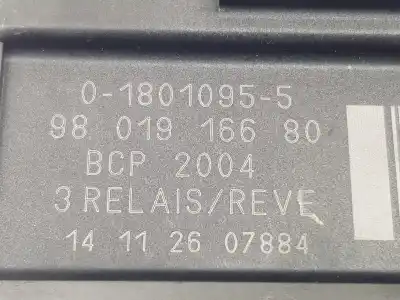 0-1801095-5
98 019 166 80
BCP 2004
3 RELAIS/REVE
14 11 26 07884